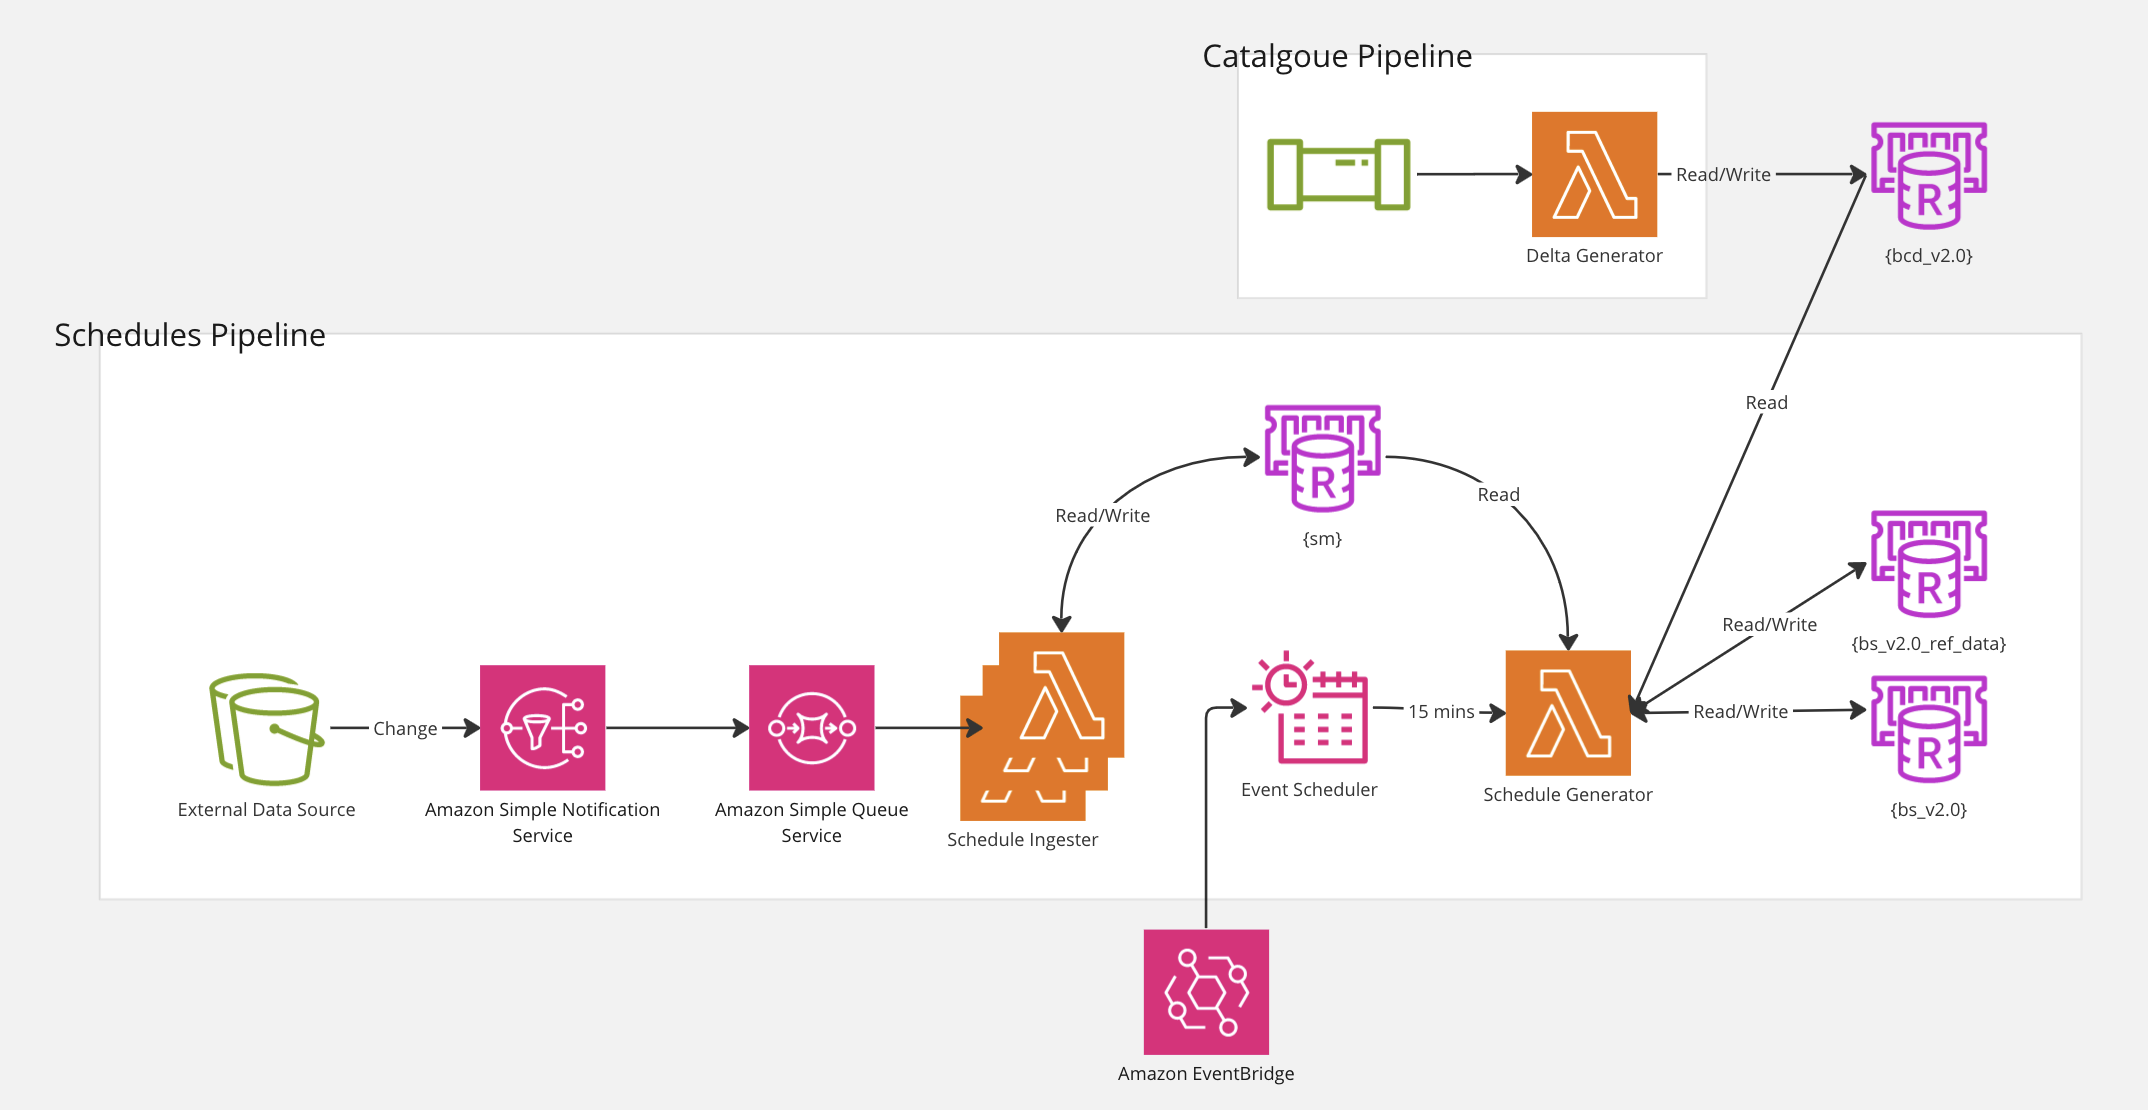 Catalgoue Pipeline
Read/Write
Delta Generator
{bcd_v2.0}
Schedules Pipeline
Read
R
R
Read
Read/Write
{sm}
R
Read/Write
{bs_v2.0_ref_data}
Change
15 mins
Read/Write
R
External Data Source
Amazon Simple Notification
Service
Amazon Simple Queue
Service
Schedule Ingester
Event Scheduler
Schedule Generator
{bs_v2.0}
Amazon EventBridge